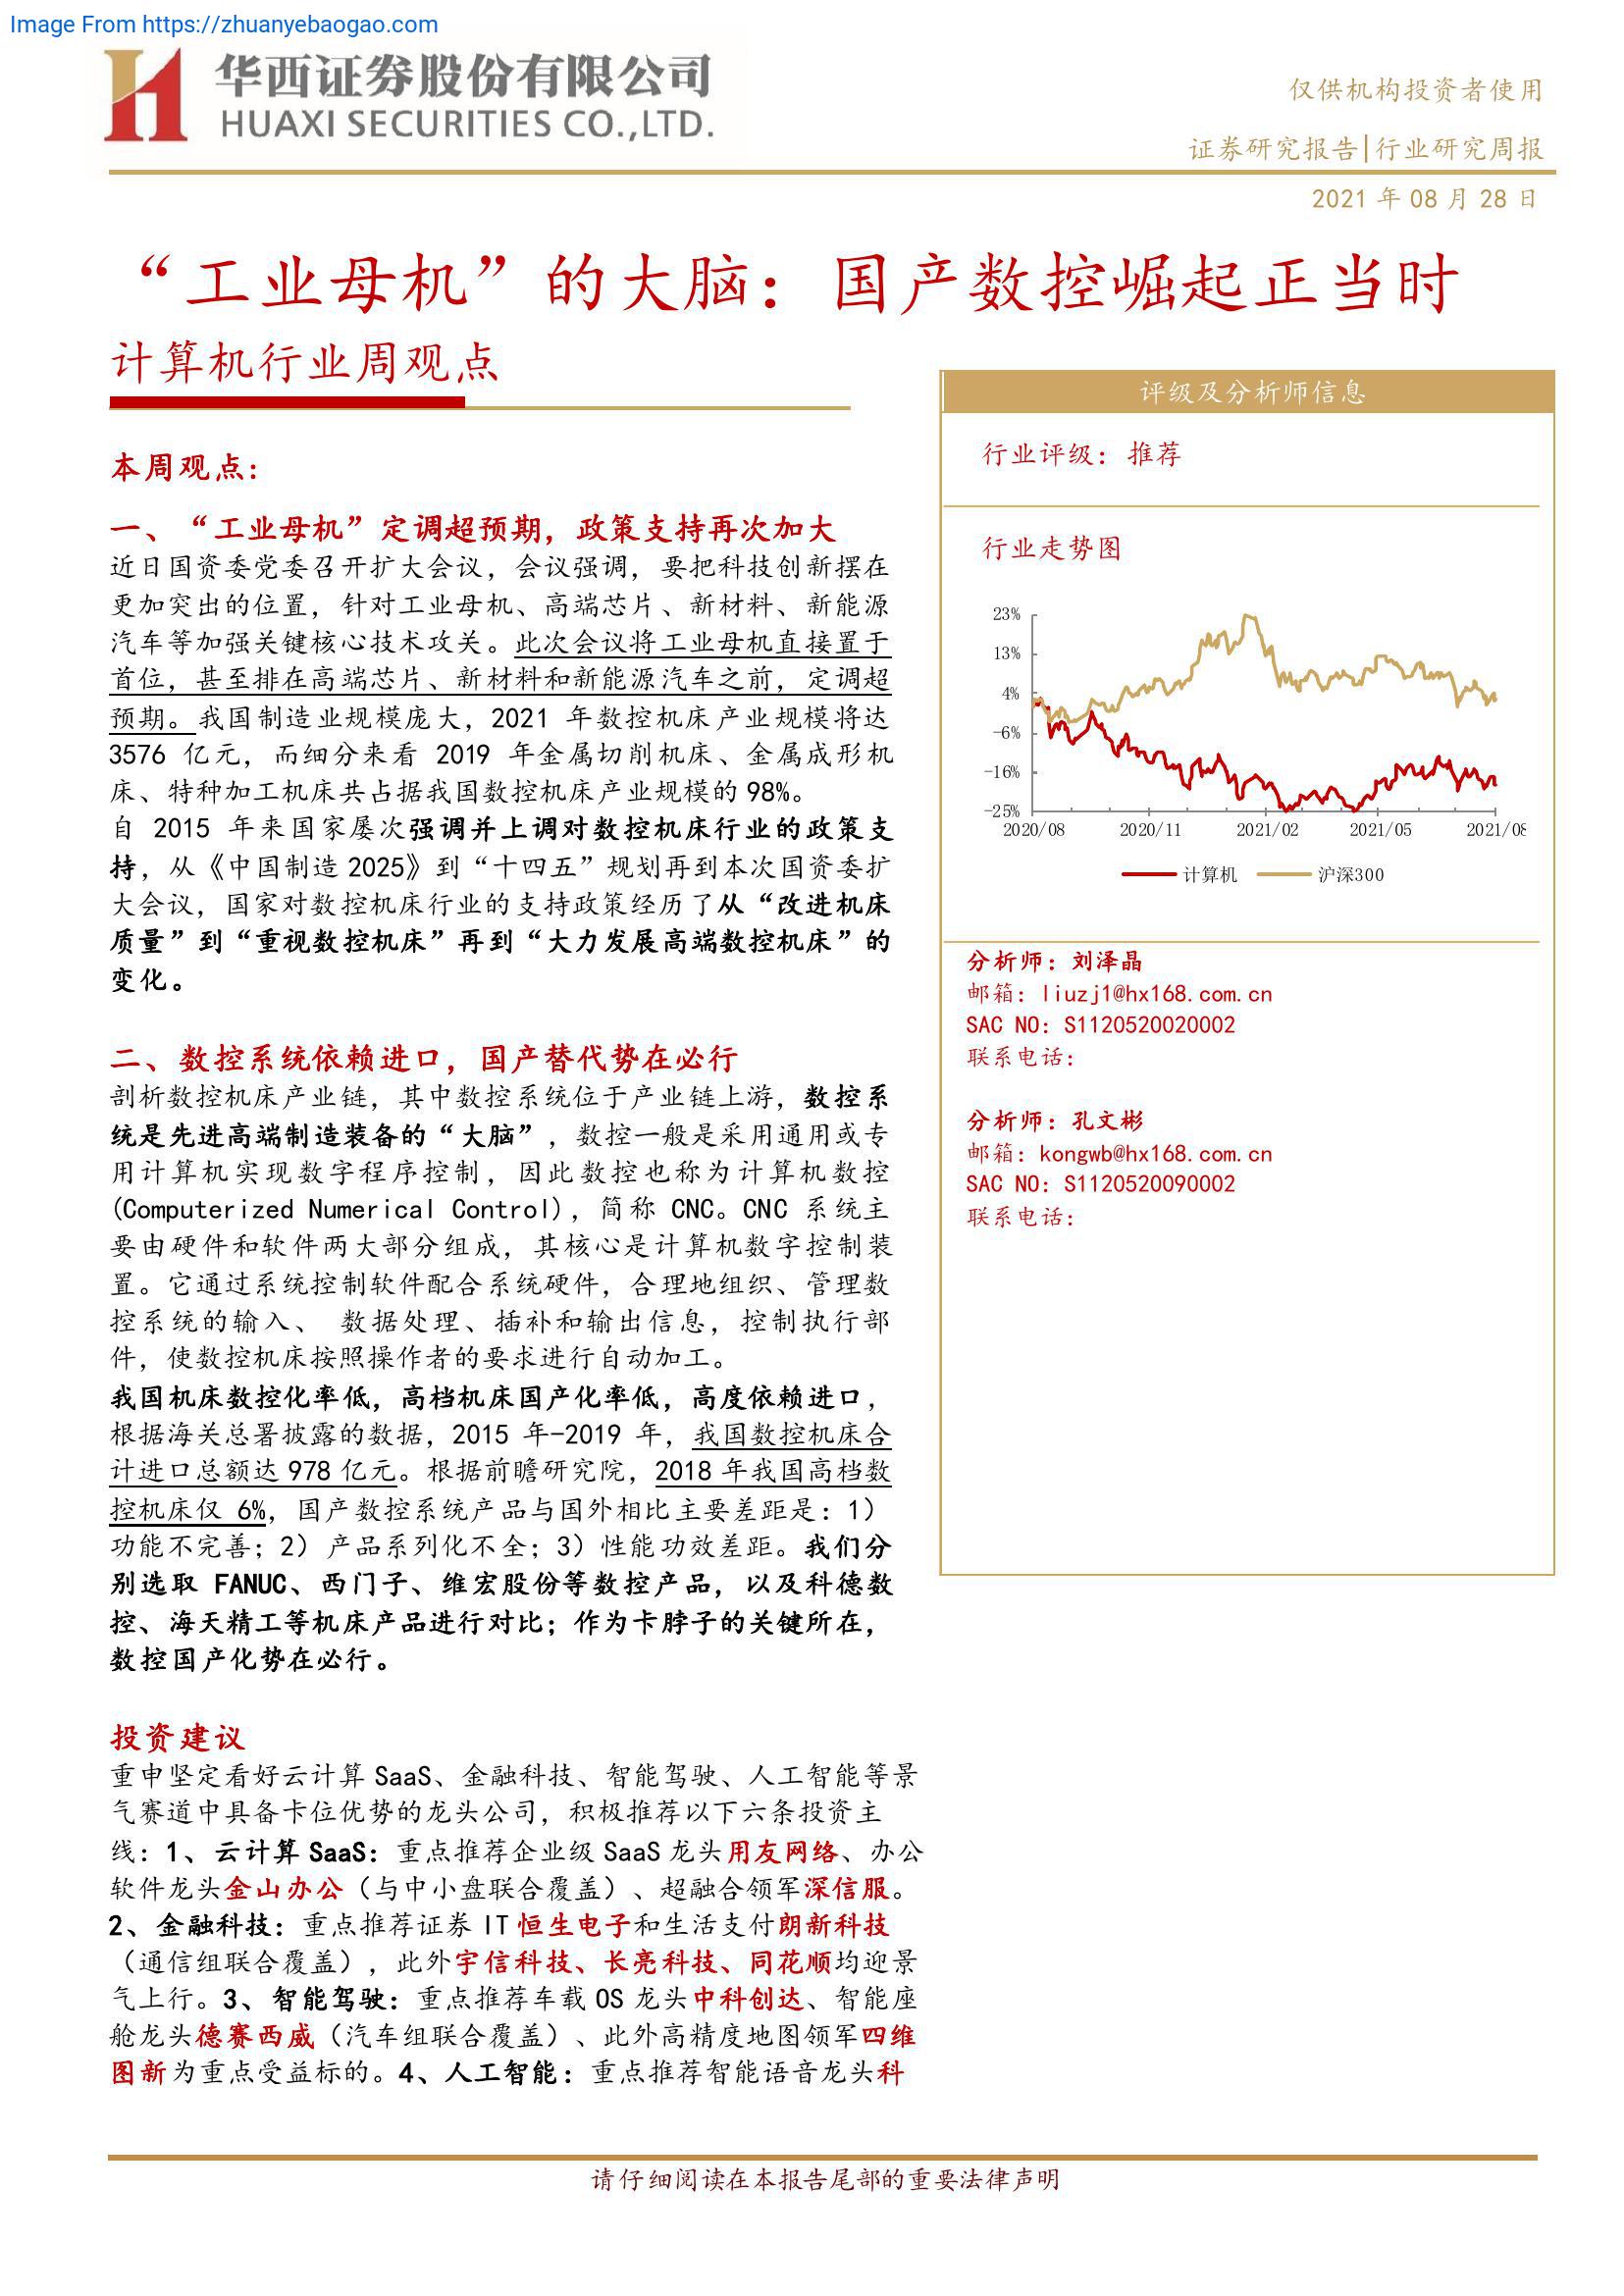 Image From https://zhuanyebaogao.com
华西证券股份有限公司
HUAXI SECURITIES CO.,LTD.
仅供机构投资者使用
证券研究报告|行业研究周报
2021 年 08 月 28 日
“工业母机”的大脑：国产数控崛起正当时
计算机行业周观点
本周观点：
一、“工业母机”定调超预期，政策支持再次加大
近日国资委党委召开扩大会议，会议强调，要把科技创新摆在
更加突出的位置，针对工业母机、高端芯片、新材料、新能源
汽车等加强关键核心技术攻关。此次会议将工业母机直接置于
首位，甚至排在高端芯片、新材料和新能源汽车之前，定调超
预期。我国制造业规模庞大，2021 年数控机床产业规模将达
3576 亿元，而细分来看 2019 年金属切削机床、金属成形机
床、特种加工机床共占据我国数控机床产业规模的 98%。
自 2015 年来国家屡次强调并上调对数控机床行业的政策支
持，从《中国制造 2025》到“十四五”规划再到本次国资委扩
大会议，国家对数控机床行业的支持政策经历了从“改进机床
质量”到“重视数控机床”再到“大力发展高端数控机床”的
变化。
二、数控系统依赖进口，国产替代势在必行
剖析数控机床产业链，其中数控系统位于产业链上游，数控系
统是先进高端制造装备的“大脑”，数控一般是采用通用或专
用计算机实现数字程序控制，因此数控也称为计算机数控
(Computerized Numerical Control)，简称 CNC。CNC 系统主
要由硬件和软件两大部分组成，其核心是计算机数字控制装
置。它通过系统控制软件配合系统硬件，合理地组织、管理数
控系统的输入、 数据处理、插补和输出信息，控制执行部
件，使数控机床按照操作者的要求进行自动加工。
我国机床数控化率低，高档机床国产化率低，高度依赖进口，
根据海关总署披露的数据，2015 年-2019 年，我国数控机床合
计进口总额达 978 亿元。根据前瞻研究院，2018 年我国高档数
控机床仅 6%，国产数控系统产品与国外相比主要差距是：1）
功能不完善；2）产品系列化不全；3）性能功效差距。我们分
别选取 FANUC、西门子、维宏股份等数控产品，以及科德数
控、海天精工等机床产品进行对比；作为卡脖子的关键所在，
数控国产化势在必行。
投资建议
重申坚定看好云计算 SaaS、金融科技、智能驾驶、人工智能等景
气赛道中具备卡位优势的龙头公司，积极推荐以下六条投资主
线：1、云计算 SaaS：重点推荐企业级 SaaS 龙头用友网络、办公
软件龙头金山办公（与中小盘联合覆盖）、超融合领军深信服。
2、金融科技：重点推荐证券 IT 恒生电子和生活支付朗新科技
（通信组联合覆盖），此外宇信科技、长亮科技、同花顺均迎景
气上行。3、智能驾驶：重点推荐车载 OS 龙头中科创达、智能座
舱龙头德赛西威（汽车组联合覆盖）、此外高精度地图领军四维
图新为重点受益标的。4、人工智能：重点推荐智能语音龙头科
评级及分析师信息
行业评级：推荐
行业走势图
23%
13%
4%
-6%
-16%
-25%
2020/08 2020/11 2021/02 2021/05 2021/08
计算机 沪深300
分析师：刘泽晶
邮箱：liuzj1@hx168.com.cn
SAC NO：S1120520020002
联系电话：
分析师：孔文彬
邮箱：kongwb@hx168.com.cn
SAC NO：S1120520090002
联系电话：
请仔细阅读在本报告尾部的重要法律声明